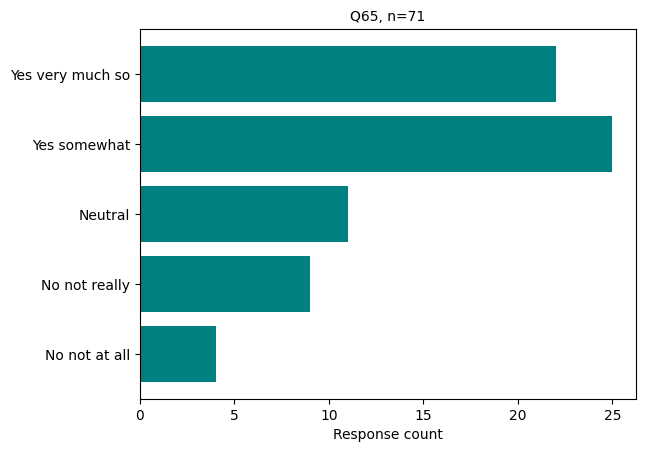 Q65, n=71
Yes very much so
Yes somewhat
Neutral
No not really
No not at all
0 5 10 15 20 25
Response count